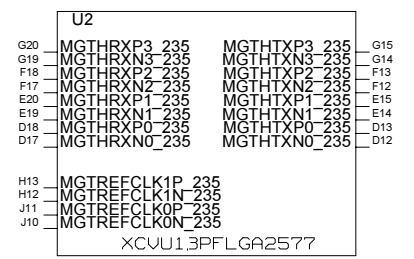 U2
G20 MGTHRXP3_235 MGTHTXP3_235 G15
G19 MGTHRXN3_235 MGTHTXN3_235 G14
F18 MGTHRXP2_235 MGTHTXP2_235 F13
F17 MGTHRXN2_235 MGTHTXN2_235 F12
E20 MGTHRXP1_235 MGTHTXP1_235 E15
E19 MGTHRXN1_235 MGTHTXN1_235 E14
D18 MGTHRXP0_235 MGTHTXP0_235 D13
D17 MGTHRXN0_235 MGTHTXN0_235 D12
H13 MGTREFCLK1P_235
H12 MGTREFCLK1N_235
J11 MGTREFCLK0P_235
J10 MGTREFCLK0N_235
XCVU13PFLGA2577